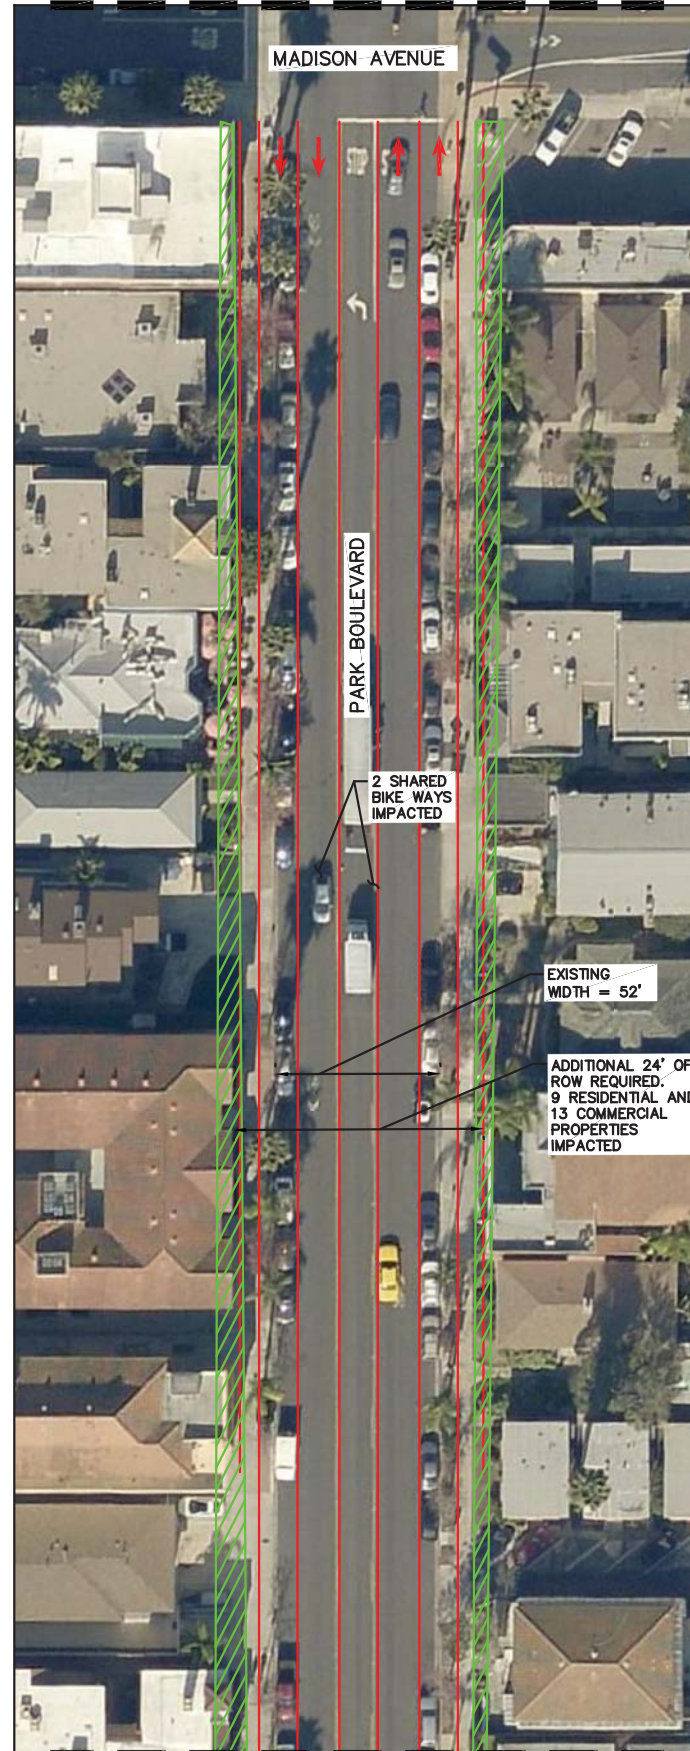 MADISON AVENUE
PARK BOULEVARD
2 SHARED
BIKE WAYS
IMPACTED
EXISTING
WIDTH = 52'
ADDITIONAL 24' OF
ROW REQUIRED.
9 RESIDENTIAL AND
13 COMMERCIAL
PROPERTIES
IMPACTED